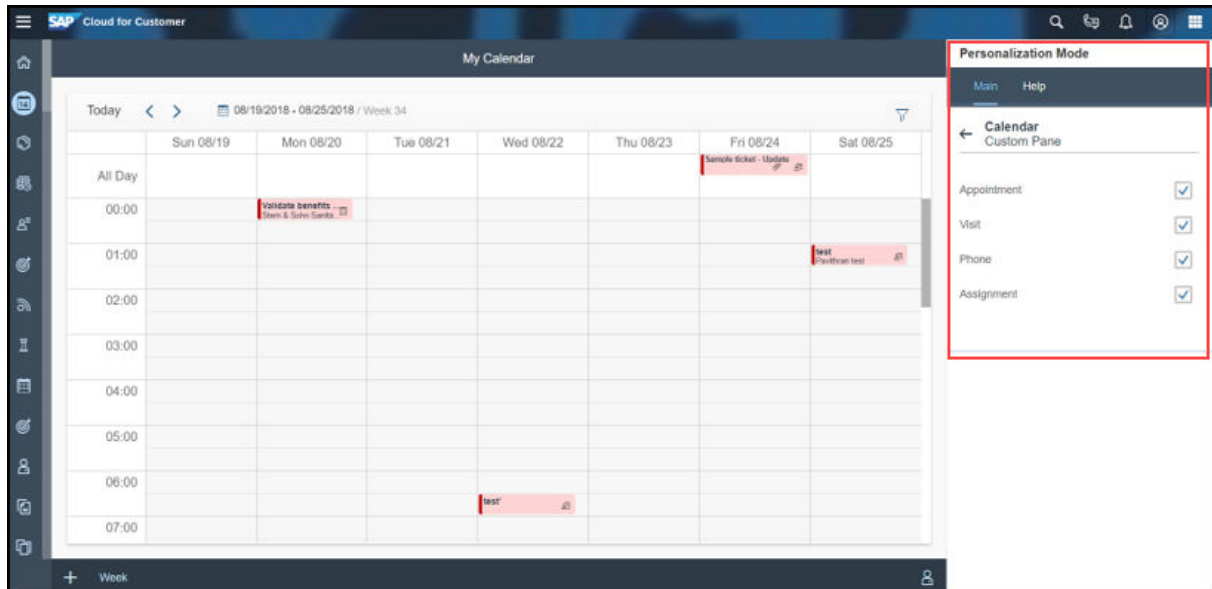 SAP Cloud for Customer
My Calendar
Today 08/19/2018 - 08/25/2018 / Week 34
Sun 08/19 Mon 08/20 Tue 08/21 Wed 08/22 Thu 08/23 Fri 08/24 Sat 08/25
All Day
Sample ticket - Update
00:00
Validate benefits ...
Stern & Sohn Sanita...
01:00
test
Pavithran test
02:00
03:00
04:00
05:00
06:00
test'
07:00
Week
Personalization Mode
Main Help
Calendar
Custom Pane
Appointment
Visit
Phone
Assignment